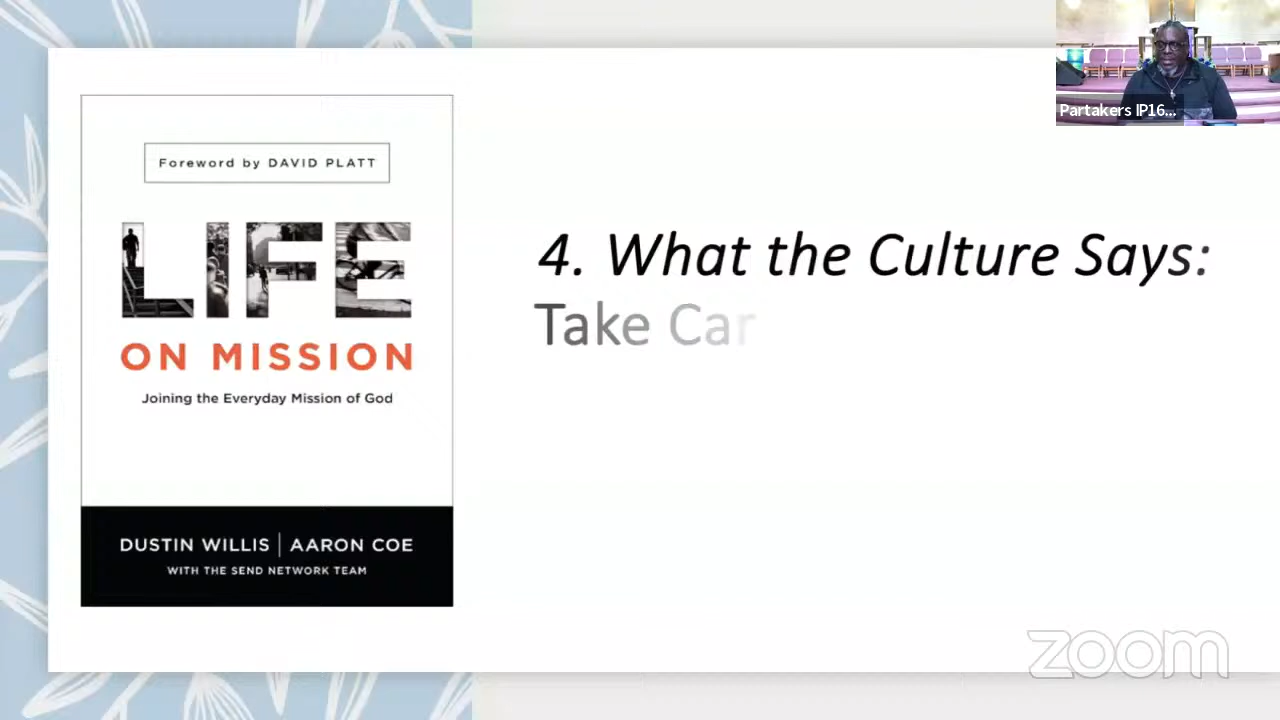 Partakers IP16...
Foreword by DAVID PLATT
LIFE
ON MISSION
Joining the Everyday Mission of God
DUSTIN WILLIS | AARON COE
WITH THE SEND NETWORK TEAM
4. What the Culture Says:
Take Car
zoom